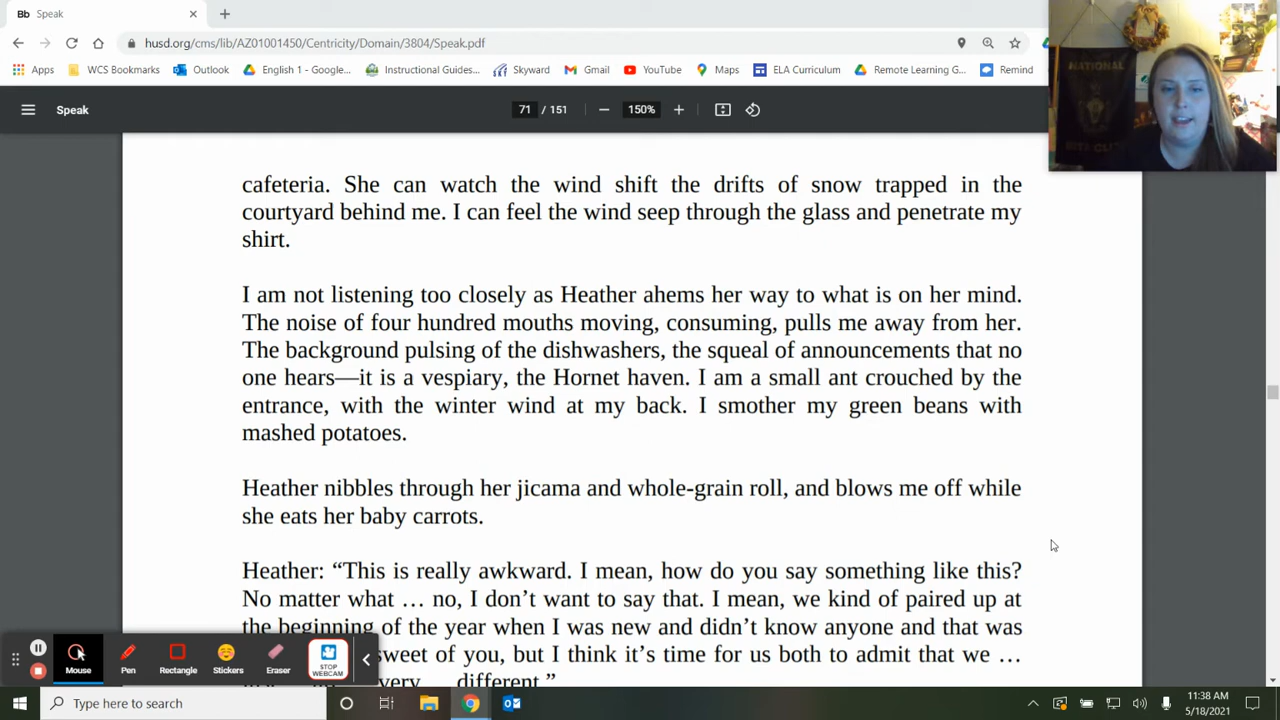 Bb Speak
husd.org/cms/lib/AZ01001450/Centricity/Domain/3804/Speak.pdf
Apps WCS Bookmarks Outlook English 1 - Google... Instructional Guides... Skyward Gmail YouTube Maps ELA Curriculum Remote Learning G... Remind
Speak 71 / 151 150%
NATIONAL
cafeteria. She can watch the wind shift the drifts of snow trapped in the
courtyard behind me. I can feel the wind seep through the glass and penetrate my
shirt.
I am not listening too closely as Heather ahems her way to what is on her mind.
The noise of four hundred mouths moving, consuming, pulls me away from her.
The background pulsing of the dishwashers, the squeal of announcements that no
one hears—it is a vespiary, the Hornet haven. I am a small ant crouched by the
entrance, with the winter wind at my back. I smother my green beans with
mashed potatoes.
Heather nibbles through her jicama and whole-grain roll, and blows me off while
she eats her baby carrots.
Heather: “This is really awkward. I mean, how do you say something like this?
No matter what … no, I don’t want to say that. I mean, we kind of paired up at
the beginning of the year when I was new and didn’t know anyone and that was
sweet of you, but I think it’s time for us both to admit that we …
very different.”
Mouse Pen Rectangle Stickers Eraser STOP
WEBCAM
Type here to search
11:38 AM
5/18/2021